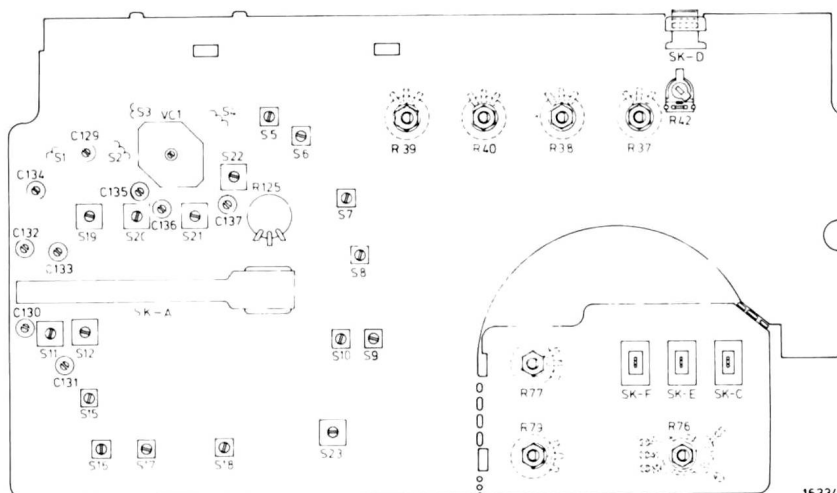 SK-D
S3 VC1 S4 S5
R42
C129 S6
R39 R40 R38 R37
S1 S2 S22
C134 C135 R125
C136 C137 S7
S19 S20 S21
C132
C133 S8
SK-A
C130
S11 S12 S10 S9
C131
R77 SK-F SK-E SK-C
S15
R73 R76
S23
S16 S17 S18